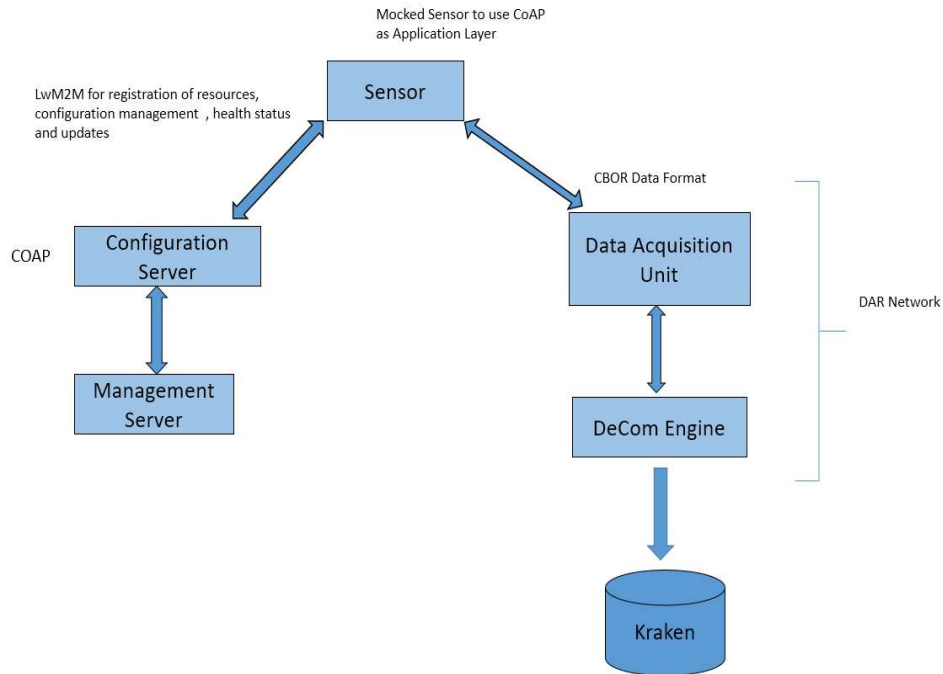 Mocked Sensor to use CoAP
as Application Layer
Sensor
LwM2M for registration of resources,
configuration management , health status
and updates
CBOR Data Format
COAP
Configuration
Server
Data Acquisition
Unit
DAR Network
Management
Server
DeCom Engine
Kraken